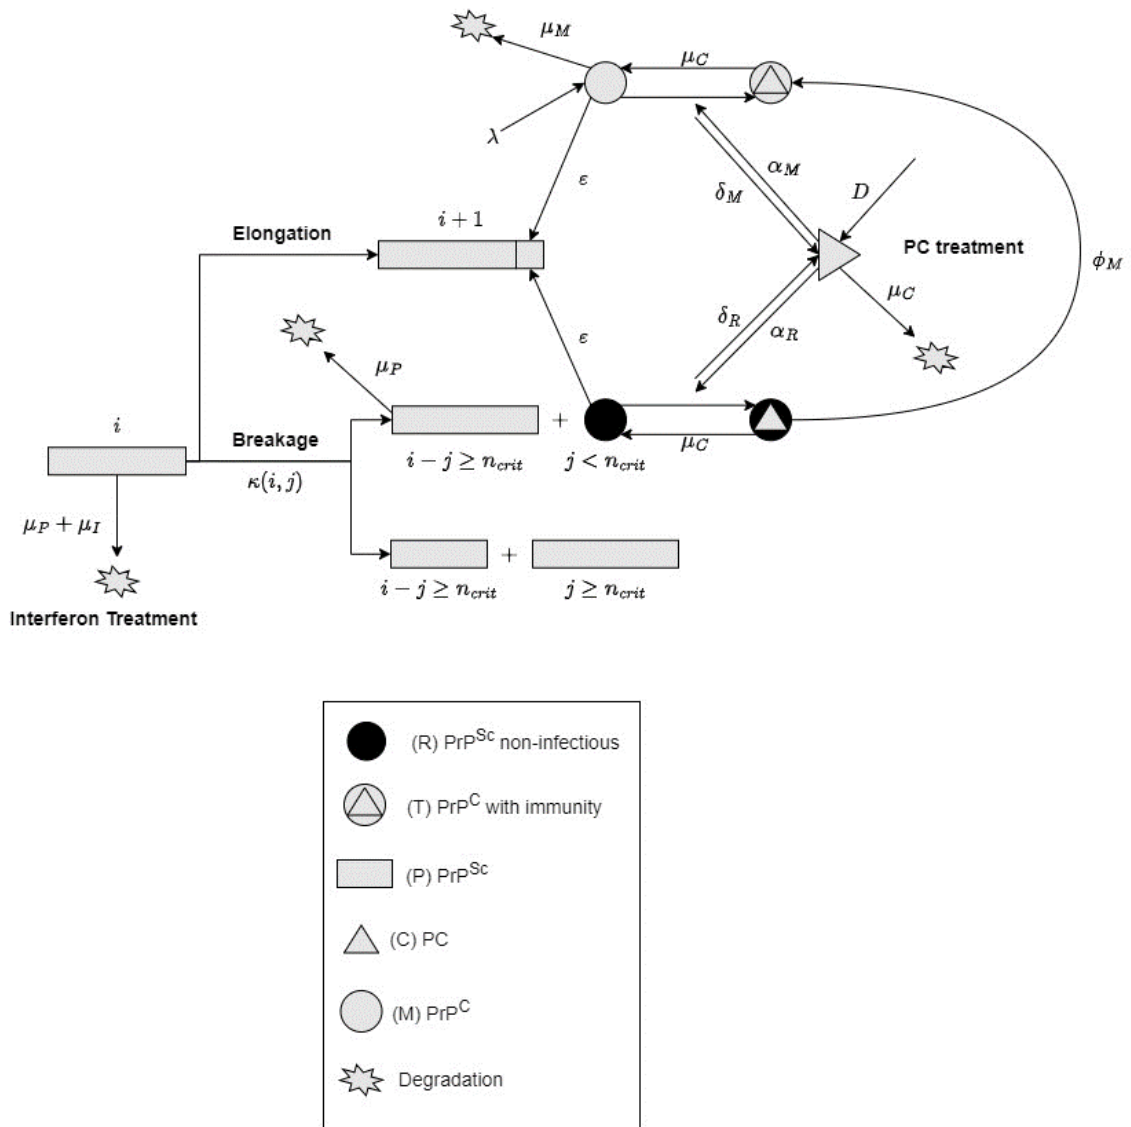 μ_M
μ_C
λ
ε
α_M
δ_M
D
i + 1
Elongation
PC treatment
ϕ_M
μ_C
δ_R
α_R
ε
μ_P
i
Breakage
κ(i, j)
+
μ_C
i − j ≥ n_crit
j < n_crit
μ_P + μ_I
+
i − j ≥ n_crit
j ≥ n_crit
Interferon Treatment
(R) PrP^Sc non-infectious
(T) PrP^C with immunity
(P) PrP^Sc
(C) PC
(M) PrP^C
Degradation